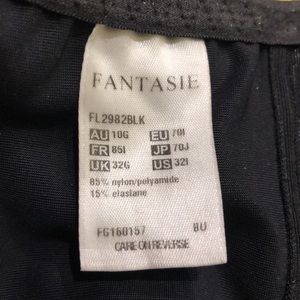 FANTASIE
FL2982BLK
AU 10G EU 70I
FR 85I JP 70J
UK 32G US 32I
85% nylon/polyamide
15% elastane
FG160157 BU
CARE ON REVERSE